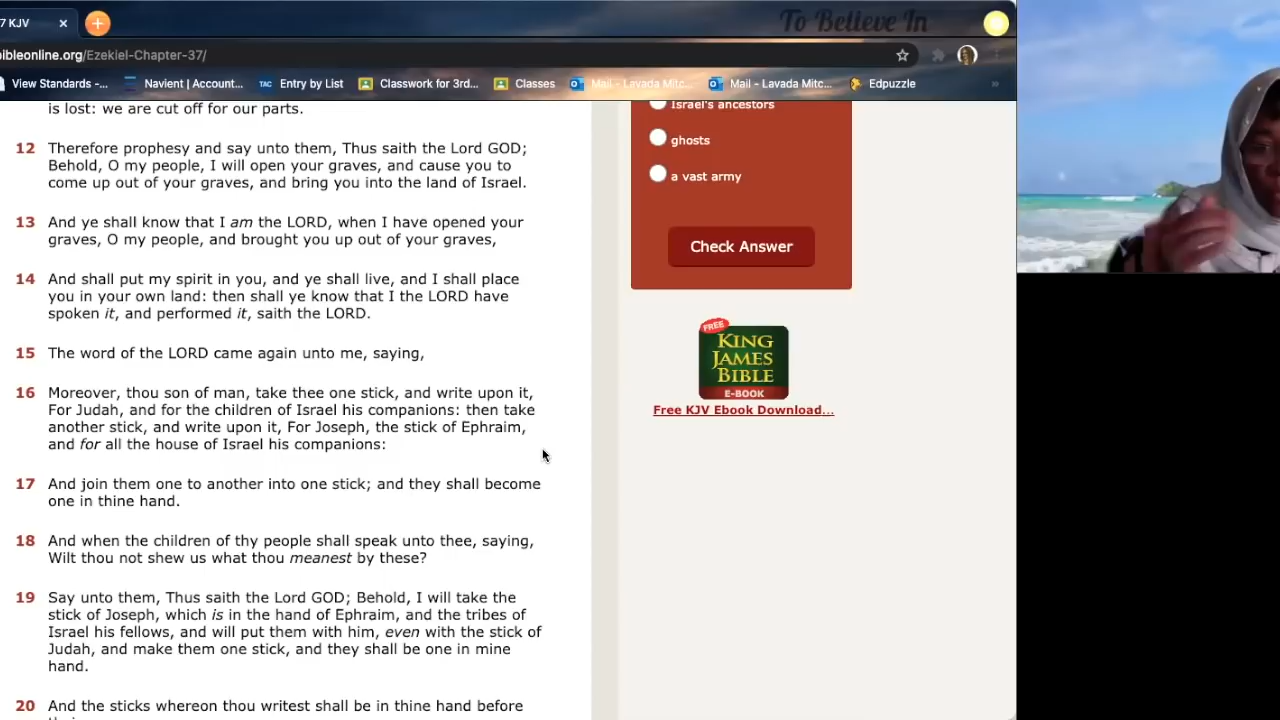 7 KJV
To Believe In
bibleonline.org/Ezekiel-Chapter-37/
View Standards -...
Navient | Account...
TAC
Entry by List
Classwork for 3rd...
Classes
Mail - Lavada Mitc...
Mail - Lavada Mitc...
Edpuzzle
is lost: we are cut off for our parts.
12 Therefore prophesy and say unto them, Thus saith the Lord GOD;
Behold, O my people, I will open your graves, and cause you to
come up out of your graves, and bring you into the land of Israel.
13 And ye shall know that I am the LORD, when I have opened your
graves, O my people, and brought you up out of your graves,
14 And shall put my spirit in you, and ye shall live, and I shall place
you in your own land: then shall ye know that I the LORD have
spoken it, and performed it, saith the LORD.
15 The word of the LORD came again unto me, saying,
16 Moreover, thou son of man, take thee one stick, and write upon it,
For Judah, and for the children of Israel his companions: then take
another stick, and write upon it, For Joseph, the stick of Ephraim,
and for all the house of Israel his companions:
17 And join them one to another into one stick; and they shall become
one in thine hand.
18 And when the children of thy people shall speak unto thee, saying,
Wilt thou not shew us what thou meanest by these?
19 Say unto them, Thus saith the Lord GOD; Behold, I will take the
stick of Joseph, which is in the hand of Ephraim, and the tribes of
Israel his fellows, and will put them with him, even with the stick of
Judah, and make them one stick, and they shall be one in mine
hand.
20 And the sticks whereon thou writest shall be in thine hand before
Israel's ancestors
ghosts
a vast army
Check Answer
FREE
KING
JAMES
BIBLE
E-BOOK
Free KJV Ebook Download...